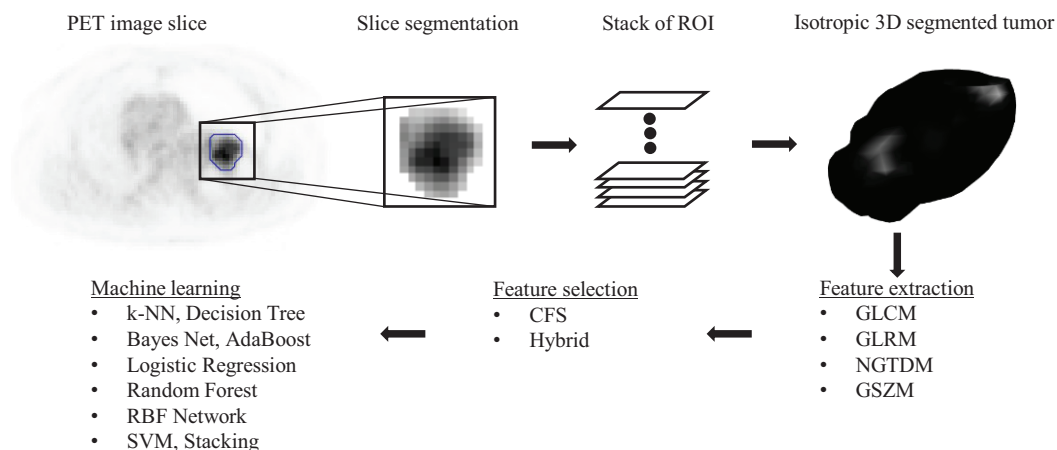 PET image slice
Slice segmentation
Stack of ROI
Isotropic 3D segmented tumor
Machine learning
• k-NN, Decision Tree
• Bayes Net, AdaBoost
• Logistic Regression
• Random Forest
• RBF Network
• SVM, Stacking
Feature selection
• CFS
• Hybrid
Feature extraction
• GLCM
• GLRM
• NGTDM
• GSZM